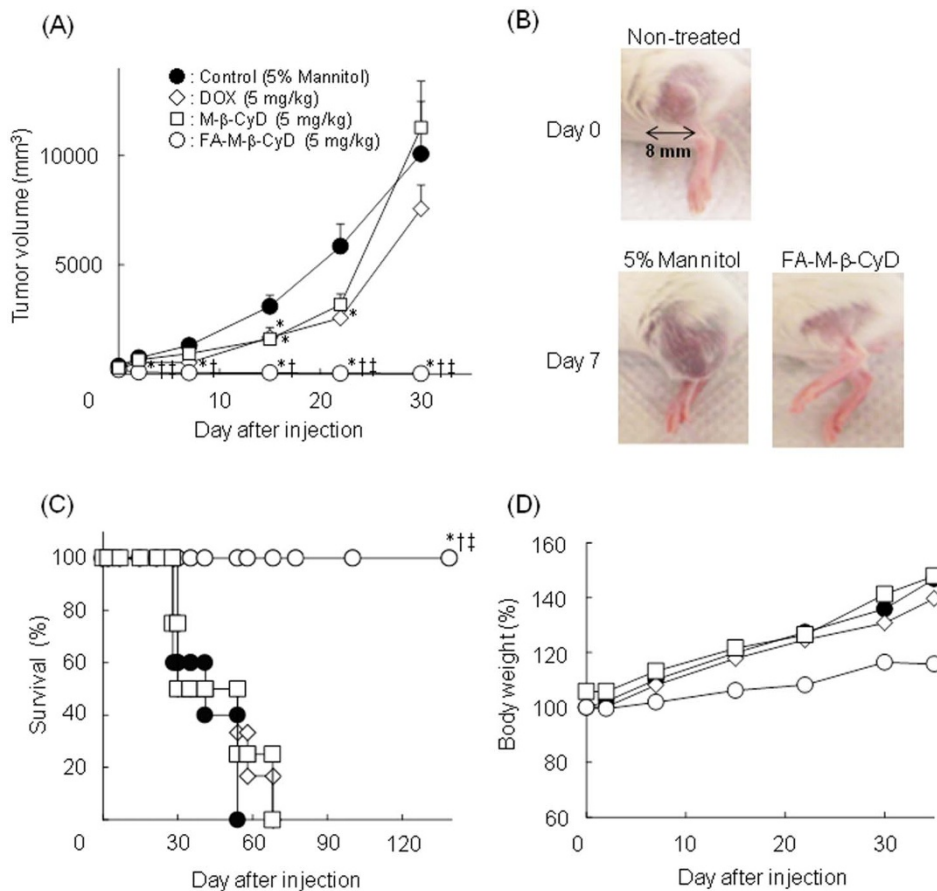 (A)
● : Control (5% Mannitol)
◇ : DOX (5 mg/kg)
□ : M-β-CyD (5 mg/kg)
○ : FA-M-β-CyD (5 mg/kg)
Tumor volume (mm³)
10000
5000
*
*
*
*†‡ *† *† *†‡ *†‡
0 10 20 30
Day after injection
(B)
Non-treated
Day 0
8 mm
5% Mannitol FA-M-β-CyD
Day 7
(C)
Survival (%)
*†‡
100
80
60
40
20
0 30 60 90 120
Day after injection
(D)
Body weight (%)
160
140
120
100
80
60
0 10 20 30
Day after injection